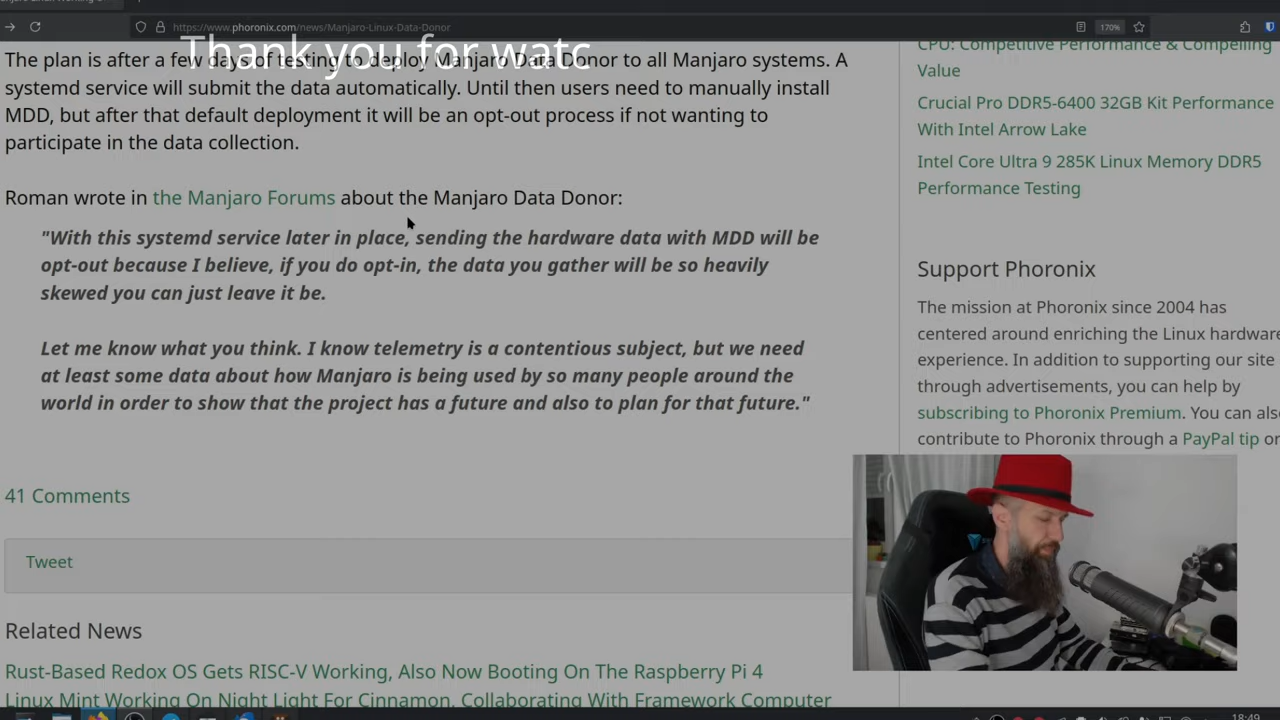 https://www.phoronix.com/news/Manjaro-Linux-Data-Donor
170%
Thank you for watc
The plan is after a few days of testing to deploy Manjaro Data Donor to all Manjaro systems. A
systemd service will submit the data automatically. Until then users need to manually install
MDD, but after that default deployment it will be an opt-out process if not wanting to
participate in the data collection.
Roman wrote in the Manjaro Forums about the Manjaro Data Donor:
"With this systemd service later in place, sending the hardware data with MDD will be
opt-out because I believe, if you do opt-in, the data you gather will be so heavily
skewed you can just leave it be.
Let me know what you think. I know telemetry is a contentious subject, but we need
at least some data about how Manjaro is being used by so many people around the
world in order to show that the project has a future and also to plan for that future."
41 Comments
Tweet
Related News
Rust-Based Redox OS Gets RISC-V Working, Also Now Booting On The Raspberry Pi 4
Linux Mint Working On Night Light For Cinnamon, Collaborating With Framework Computer
CPU: Competitive Performance & Compelling
Value
Crucial Pro DDR5-6400 32GB Kit Performance
With Intel Arrow Lake
Intel Core Ultra 9 285K Linux Memory DDR5
Performance Testing
Support Phoronix
The mission at Phoronix since 2004 has
centered around enriching the Linux hardware
experience. In addition to supporting our site
through advertisements, you can help by
subscribing to Phoronix Premium. You can also
contribute to Phoronix through a PayPal tip or
18:49